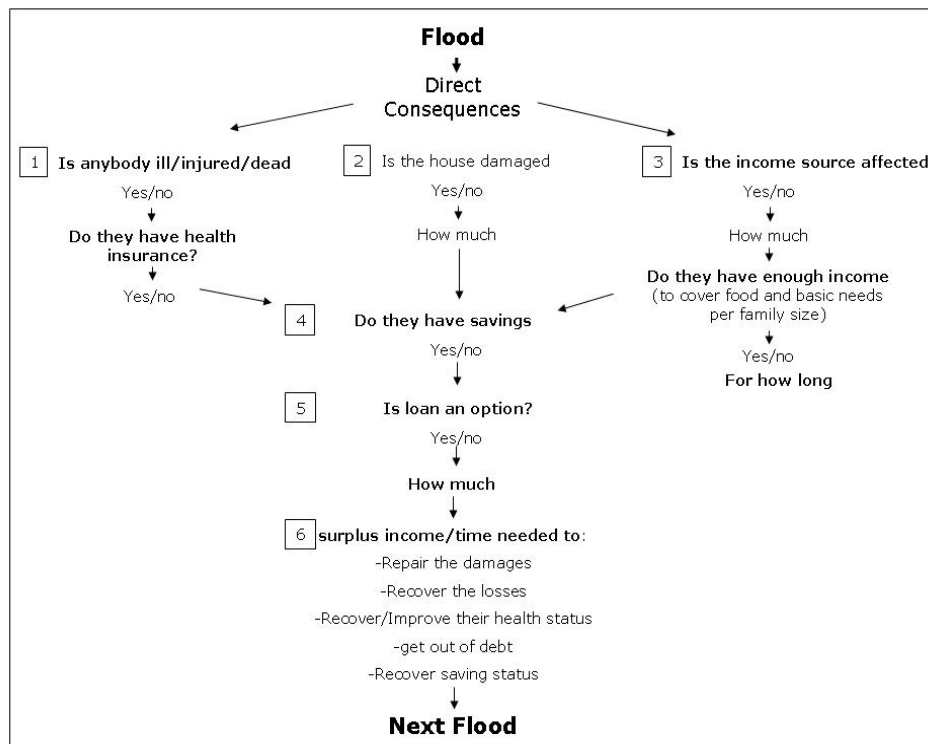 Flood
Direct
Consequences
1 Is anybody ill/injured/dead
Yes/no
Do they have health
insurance?
Yes/no
2 Is the house damaged
Yes/no
How much
3 Is the income source affected
Yes/no
How much
Do they have enough income
(to cover food and basic needs
per family size)
Yes/no
For how long
4 Do they have savings
Yes/no
5 Is loan an option?
Yes/no
How much
6 surplus income/time needed to:
-Repair the damages
-Recover the losses
-Recover/Improve their health status
-get out of debt
-Recover saving status
Next Flood